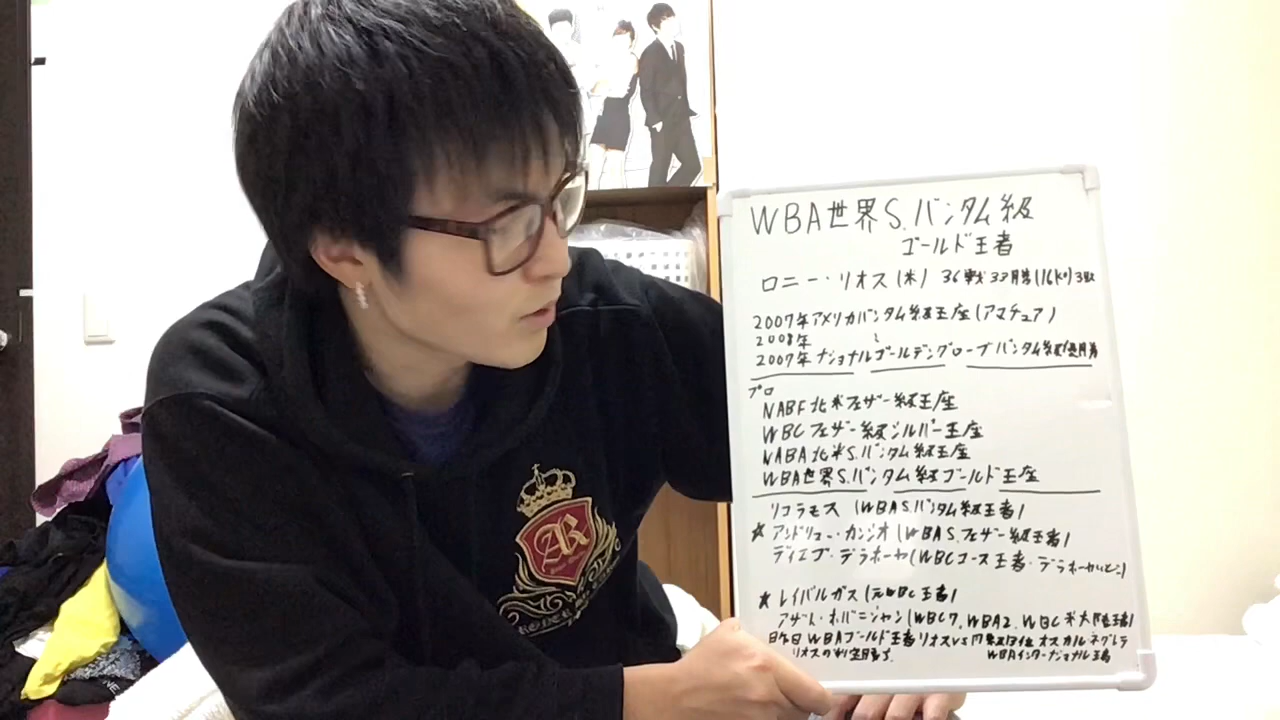 WBA世界S.バンタム級
ゴールド王者
ロニー・リオス(米) 36戦33勝(16KO)3敗
2007年アメリカバンタム級王座(アマチュア)
2008年 〃
2007年ナショナルゴールデングローブバンタム級優勝
プロ
NABF北米フェザー級王座
WBCフェザー級シルバー王座
NABA北米S.バンタム級王座
WBA世界S.バンタム級ゴールド王座
リコラモス(WBAS.バンタム級王者)
★アンドリュー・カンシオ(WBAS.フェザー級王者)
ディエゴ・デラホーヤ(WBCユース王者・デラホーヤいとこ)
★レイバルガス(元WBC王者)
アザト・ホバニシャン(WBC7,WBA2,WBC米大陸王者)
昨日WBAゴールド王者リオスvs同級13位オスカルネグレテ
リオスの判定勝ち. WBAインターナショナル王者
AR